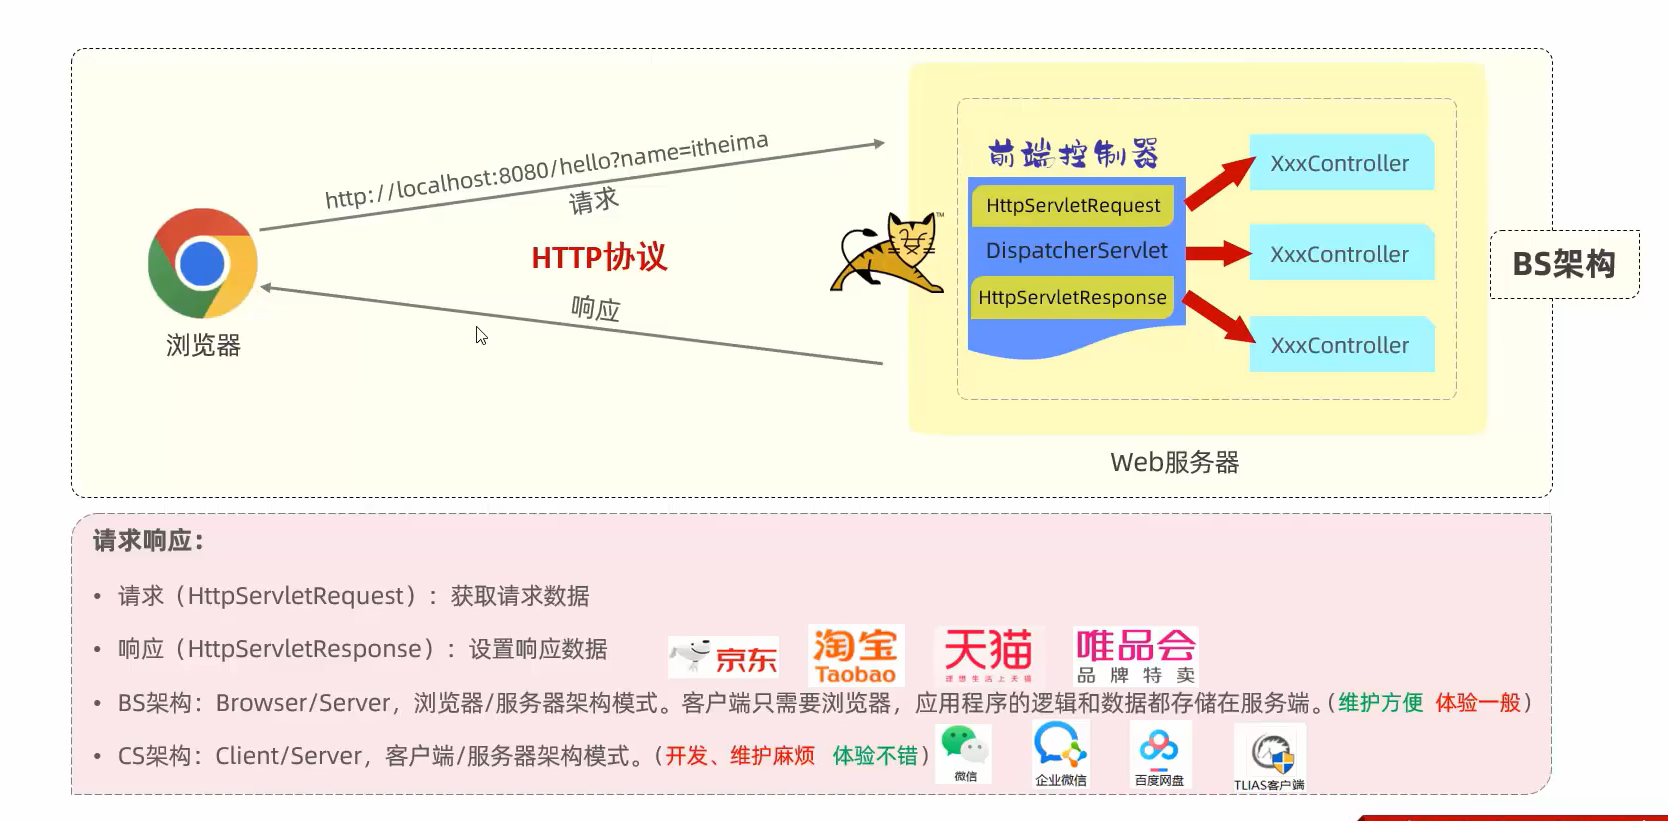 http://localhost:8080/hello?name=itheima
请求
HTTP协议
响应
浏览器
前端控制器
HttpServletRequest
DispatcherServlet
HttpServletResponse
XxxController
XxxController
XxxController
BS架构
Web服务器
请求响应：
• 请求（HttpServletRequest）：获取请求数据
• 响应（HttpServletResponse）：设置响应数据
京东
淘宝
Taobao
天猫
理想生活上天猫
唯品会
品牌特卖
• BS架构：Browser/Server，浏览器/服务器架构模式。客户端只需要浏览器，应用程序的逻辑和数据都存储在服务端。（维护方便 体验一般）
• CS架构：Client/Server，客户端/服务器架构模式。（开发、维护麻烦 体验不错）
微信
企业微信
百度网盘
TLIAS客户端